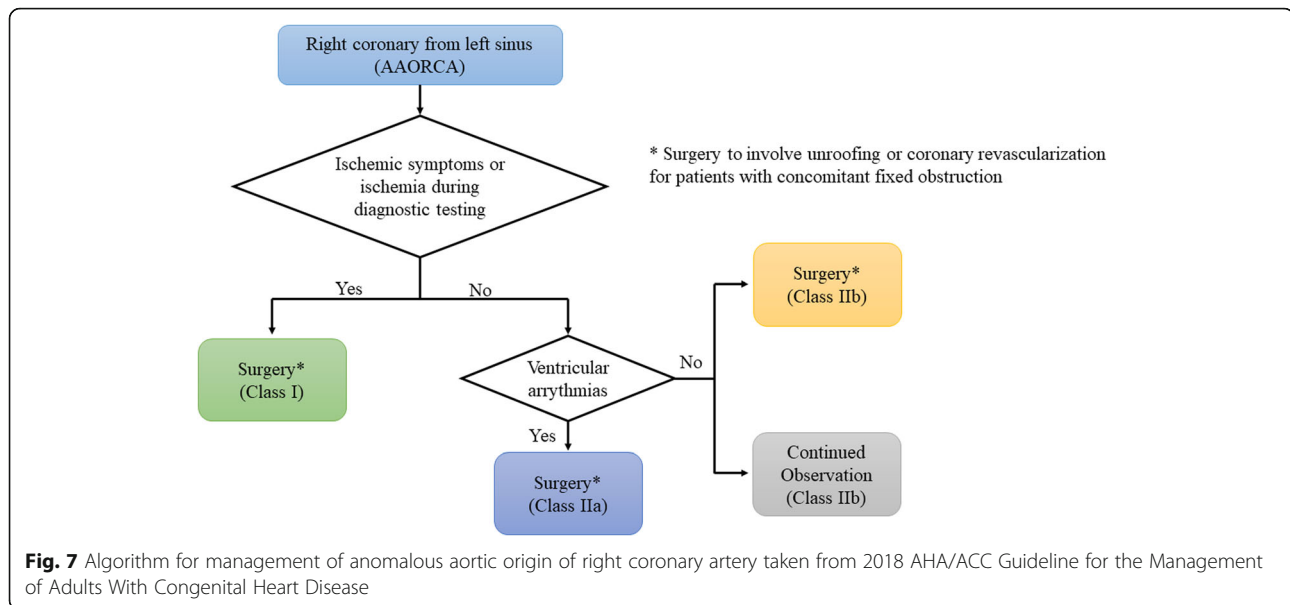 Right coronary from left sinus
(AAORCA)
Ischemic symptoms or
ischemia during
diagnostic testing
* Surgery to involve unroofing or coronary revascularization
for patients with concomitant fixed obstruction
Yes
No
Surgery*
(Class I)
Ventricular
arrythmias
No
Surgery*
(Class IIb)
Yes
Surgery*
(Class IIa)
Continued
Observation
(Class IIb)
Fig. 7 Algorithm for management of anomalous aortic origin of right coronary artery taken from 2018 AHA/ACC Guideline for the Management
of Adults With Congenital Heart Disease